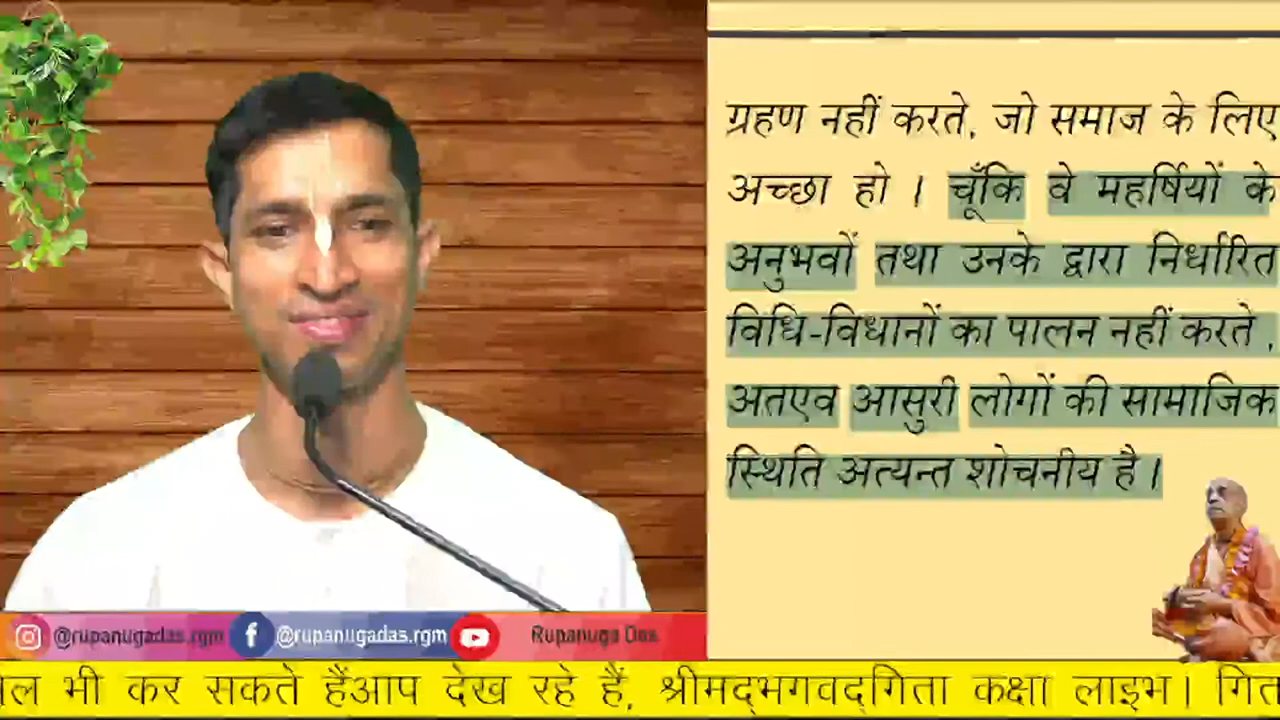 ग्रहण नहीं करते, जो समाज के लिए
अच्छा हो । चूँकि वे महर्षियों के
अनुभवों तथा उनके द्वारा निर्धारित
विधि-विधानों का पालन नहीं करते ,
अतएव आसुरी लोगों की सामाजिक
स्थिति अत्यन्त शोचनीय है ।
@rupanugadas.rgm @rupanugadas.rgm Rupanuga Das
भी कर सकते हैंआप देख रहे हैं, श्रीमद्भगवद्गिता कक्षा लाइभ।